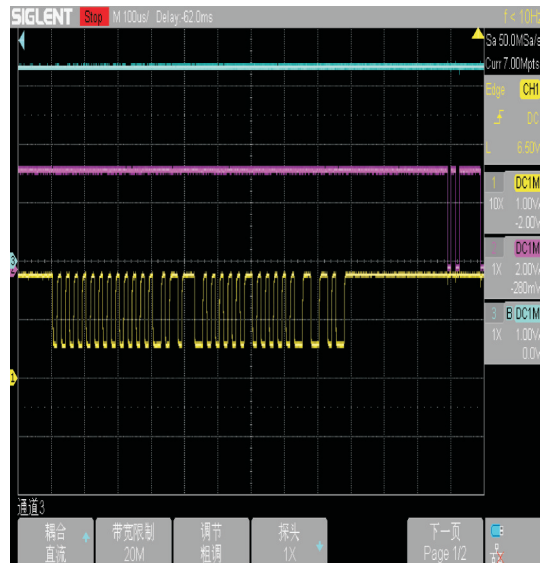 SIGLENT Stop M 100us/ Delay:-62.0ms f < 10Hz
Sa 50.0MSa/s
Curr 7.00Mpts
Edge CH1
DC
L 6.50V
1 DC1M
10X 1.00V/
-2.00V
DC1M
1X 2.00V/
-280mV
3 B DC1M
1X 1.00V/
0.0V
3
1
通道3
耦合 带宽限制 调节 探头 下一页
直流 20M 粗调 1X Page 1/2